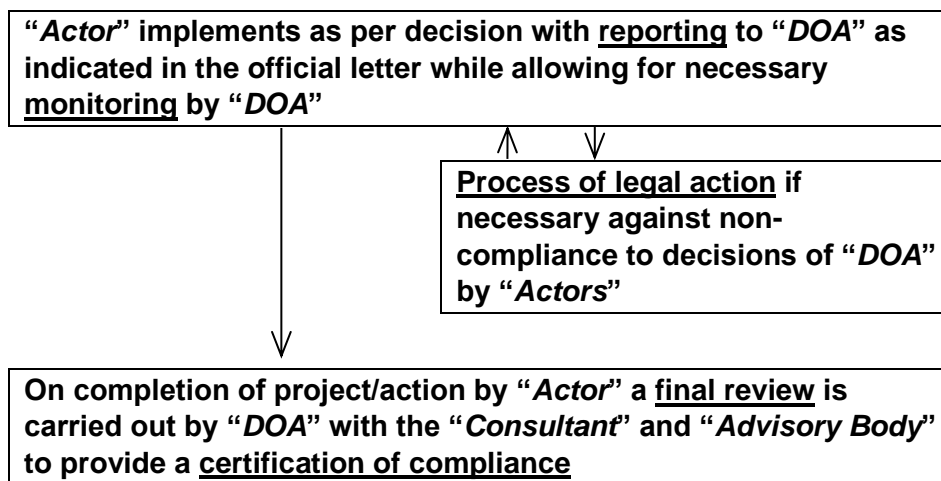 “Actor” implements as per decision with reporting to “DOA” as
indicated in the official letter while allowing for necessary
monitoring by “DOA”
Process of legal action if
necessary against non-
compliance to decisions of “DOA”
by “Actors”
On completion of project/action by “Actor” a final review is
carried out by “DOA” with the “Consultant” and “Advisory Body”
to provide a certification of compliance